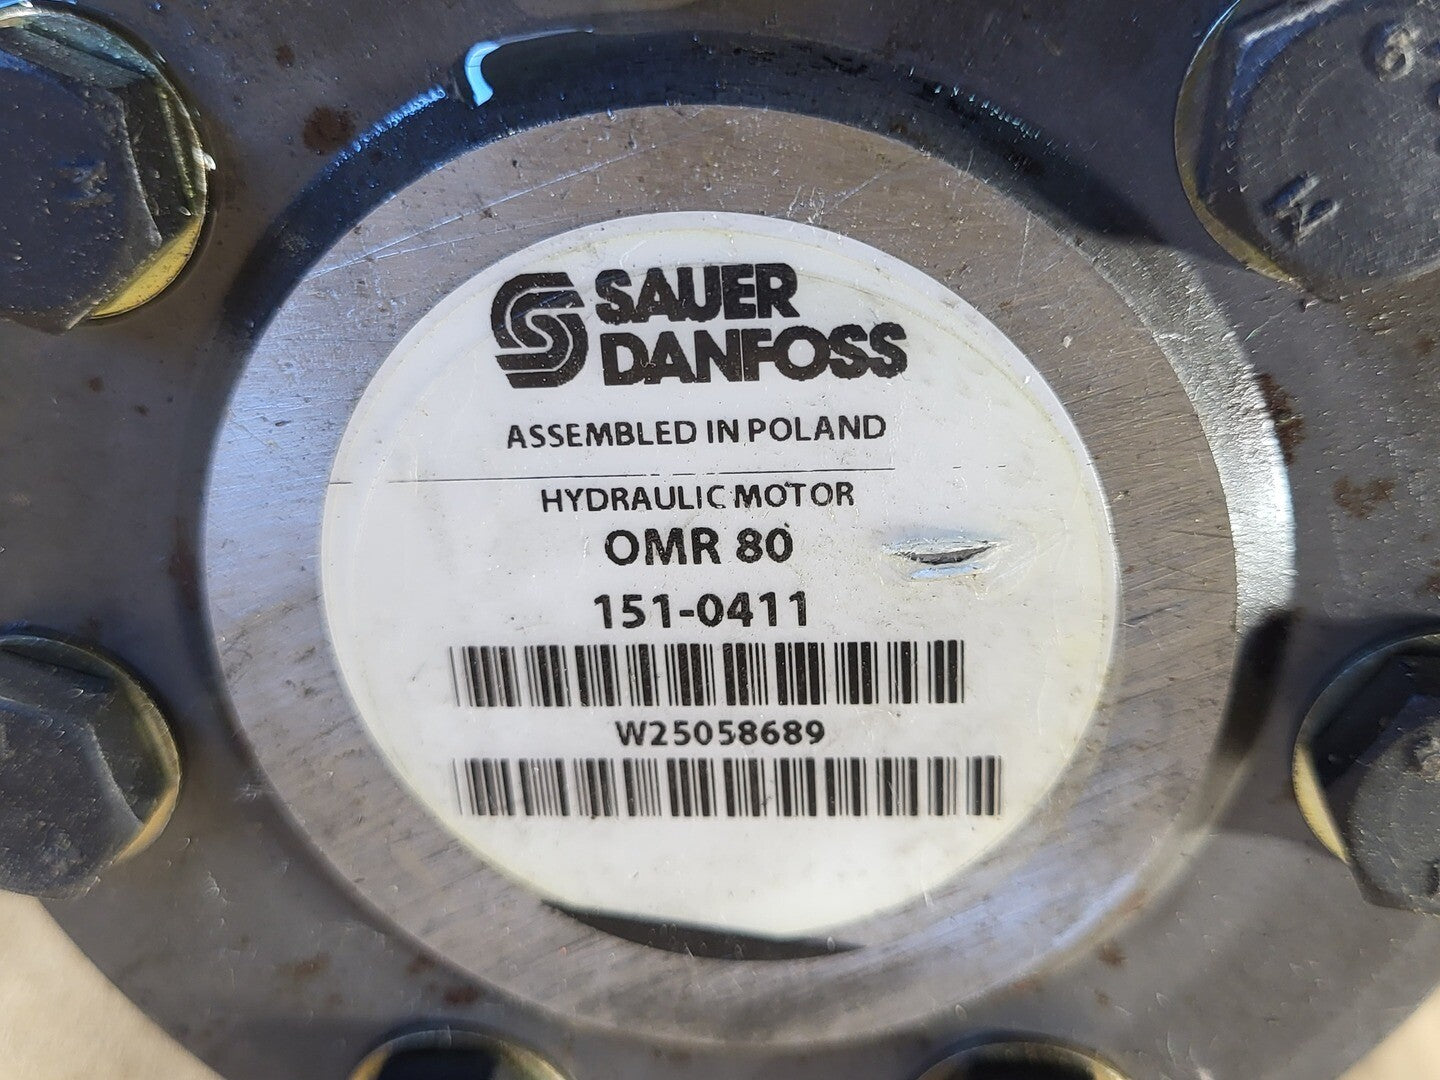 SAUER
DANFOSS
ASSEMBLED IN POLAND
HYDRAULIC MOTOR
OMR 80
151-0411
W25058689